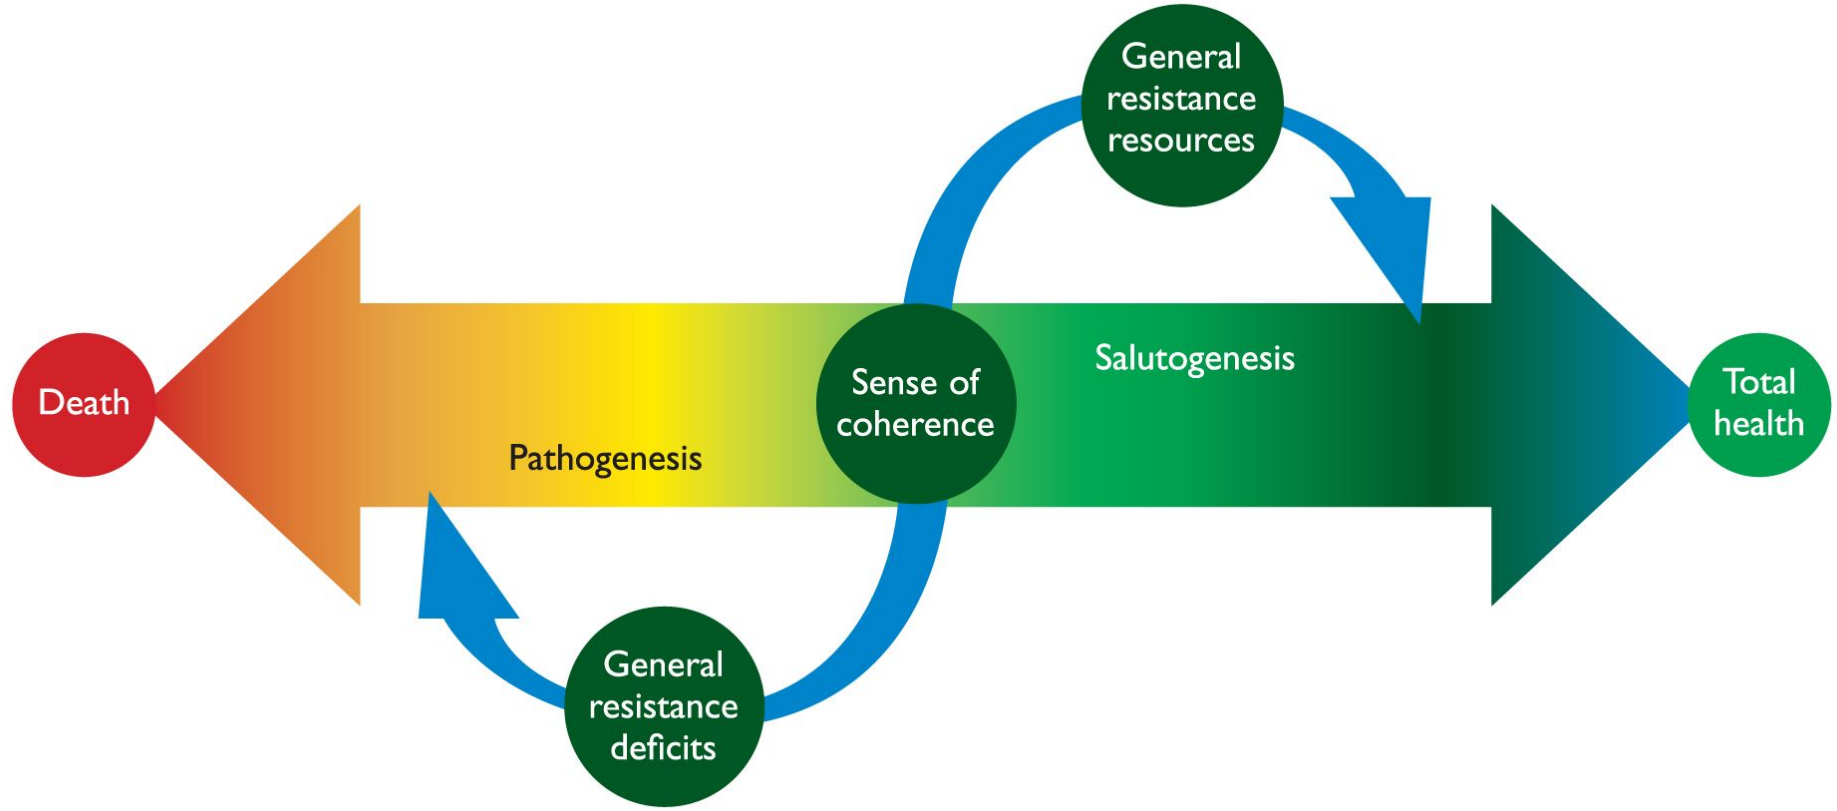 General
resistance
resources
Death
Pathogenesis
Sense of
coherence
Salutogenesis
Total
health
General
resistance
deficits